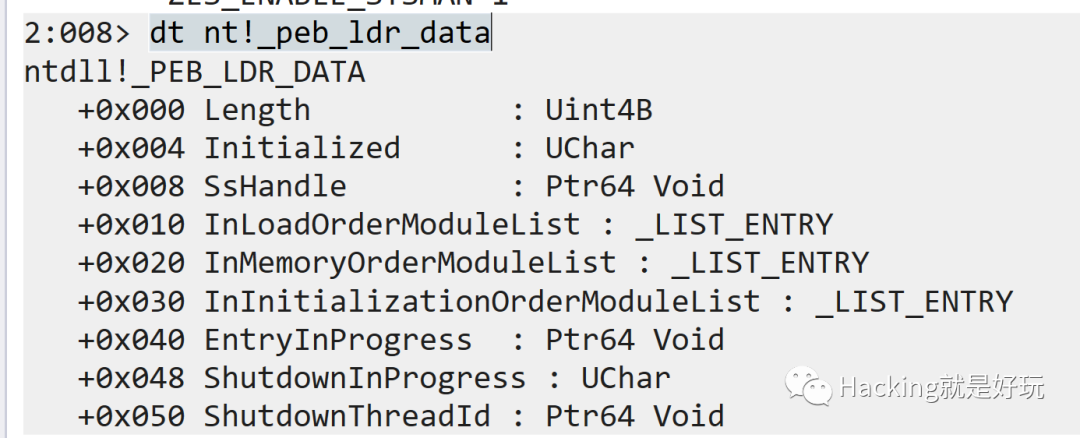 ZES_ENABLE_SYSMAN 1
2:008> dt nt!_peb_ldr_data
ntdll!_PEB_LDR_DATA
+0x000 Length : Uint4B
+0x004 Initialized : UChar
+0x008 SsHandle : Ptr64 Void
+0x010 InLoadOrderModuleList : _LIST_ENTRY
+0x020 InMemoryOrderModuleList : _LIST_ENTRY
+0x030 InInitializationOrderModuleList : _LIST_ENTRY
+0x040 EntryInProgress : Ptr64 Void
+0x048 ShutdownInProgress : UChar
+0x050 ShutdownThreadId : Ptr64 Void
Hacking就是好玩